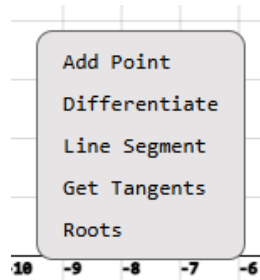 Add Point
Differentiate
Line Segment
Get Tangents
Roots
10 -9 -8 -7 -6